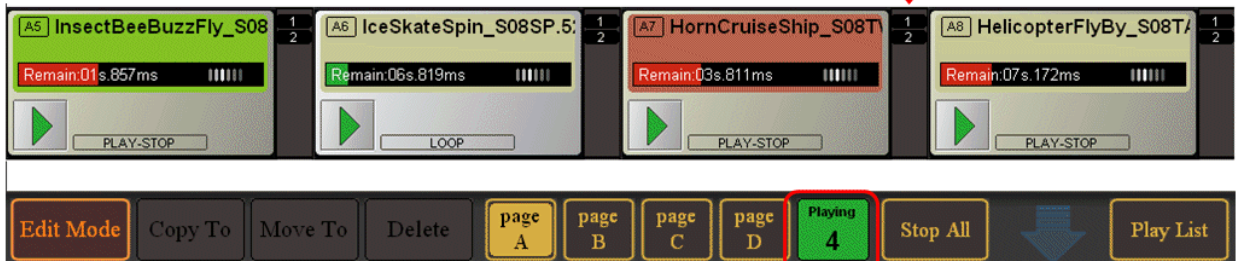 A5 InsectBeeBuzzFly_S08
1
2
Remain:01s.857ms
PLAY-STOP
A6 IceSkateSpin_S08SP.5
1
2
Remain:06s.819ms
LOOP
A7 HornCruiseShip_S08T
1
2
Remain:03s.811ms
PLAY-STOP
A8 HelicopterFlyBy_S08TA
1
2
Remain:07s.172ms
PLAY-STOP
Edit Mode
Copy To
Move To
Delete
page
A
page
B
page
C
page
D
Playing
4
Stop All
Play List